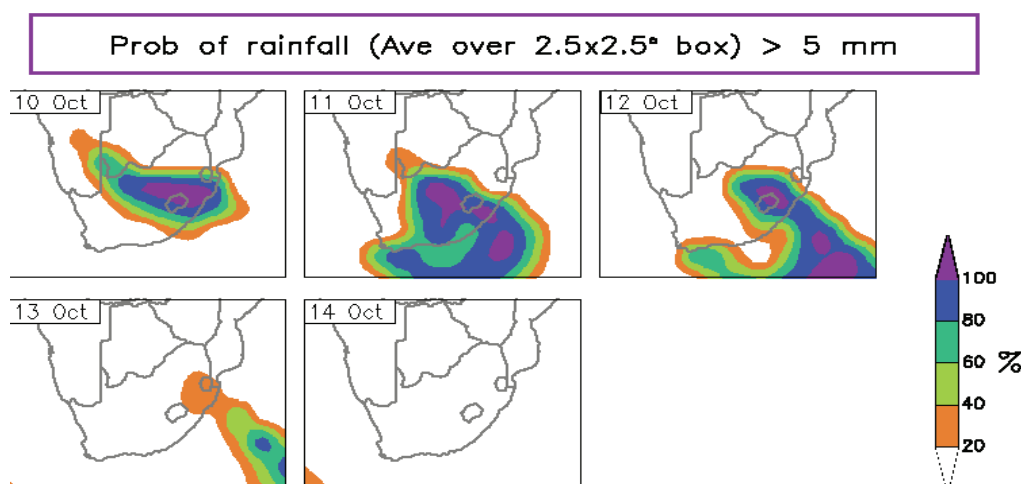 Prob of rainfall (Ave over 2.5x2.5° box) > 5 mm
10 Oct
11 Oct
12 Oct
13 Oct
14 Oct
100
80
60
40
20
%